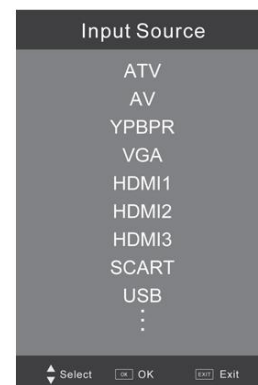 Input Source
ATV
AV
YPBPR
VGA
HDMI1
HDMI2
HDMI3
SCART
USB
⋮
Select OK OK EXIT Exit